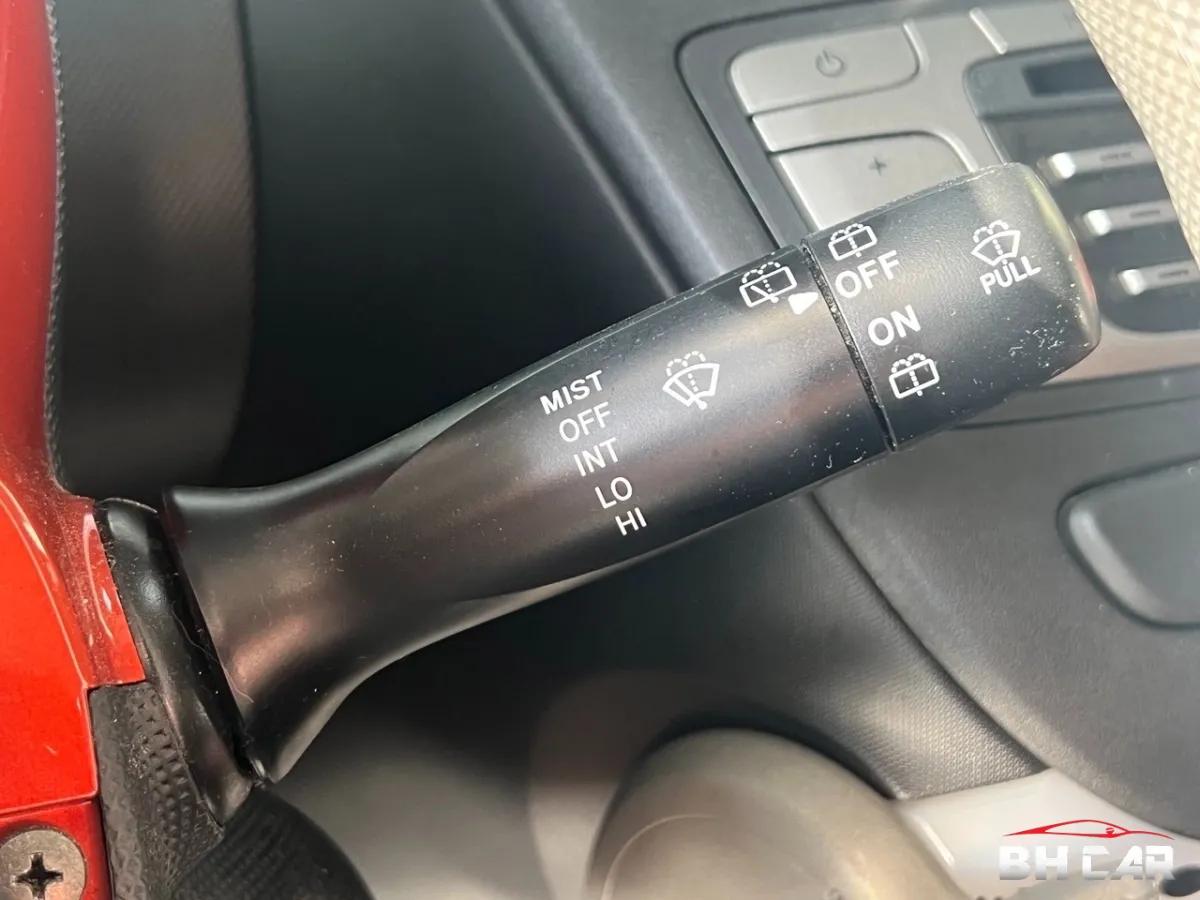 OFF
ON
PULL
MIST
OFF
INT
LO
HI
BH CAR